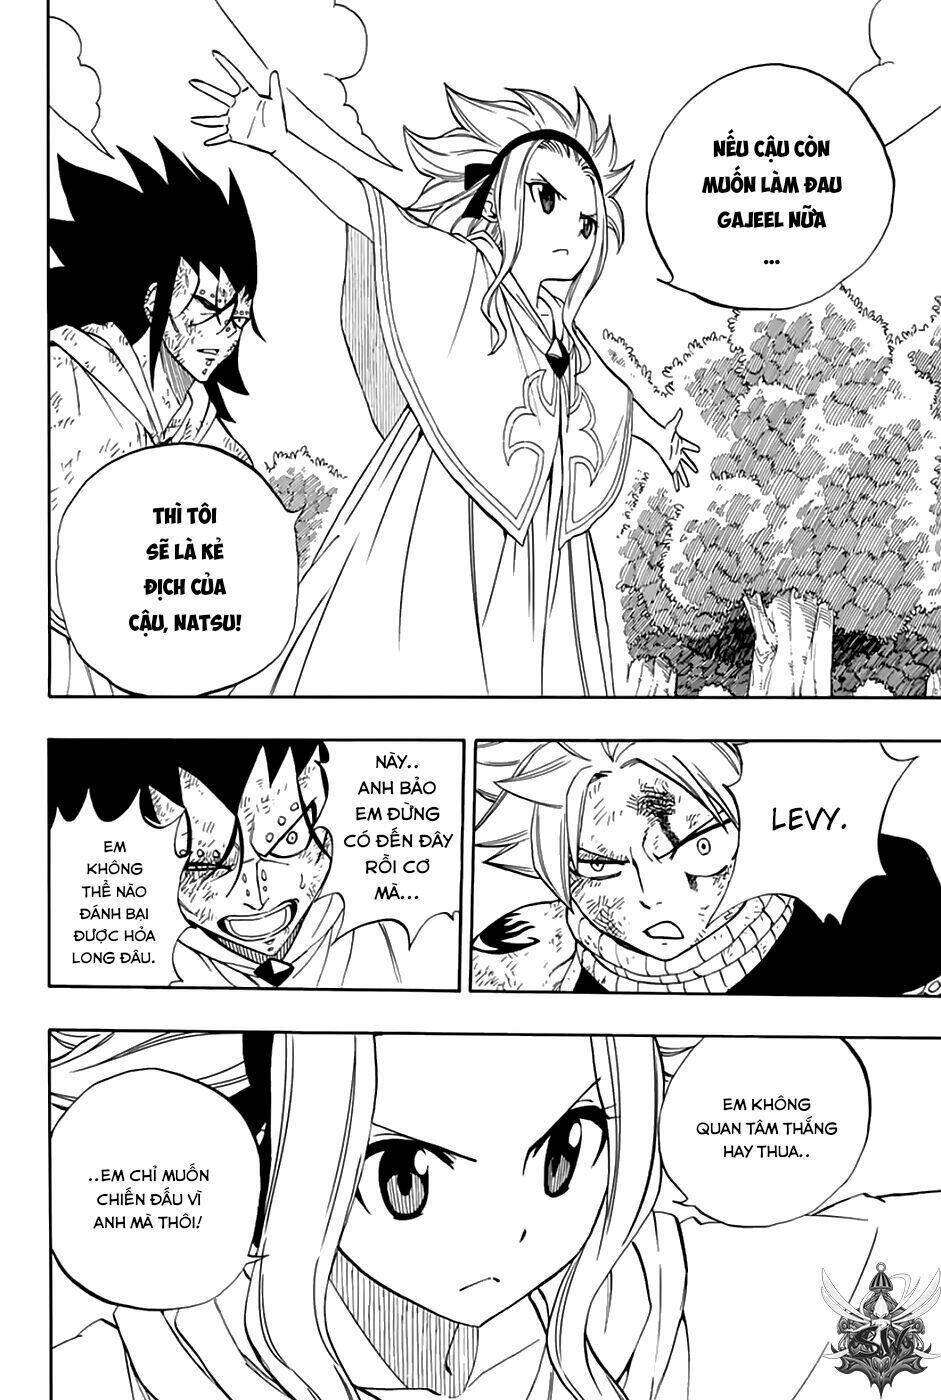 NẾU CẬU CÒN
MUỐN LÀM ĐAU
GAJEEL NỮA
...
THÌ TÔI
SẼ LÀ KẺ
ĐỊCH CỦA
CẬU, NATSU!
LEVY.
NÀY..
ANH BẢO
EM ĐỪNG
CÓ ĐẾN ĐÂY
RỒI CƠ
MÀ...
EM
KHÔNG
THỂ NÀO
ĐÁNH BẠI
ĐƯỢC HỎA
LONG ĐÂU.
EM KHÔNG
QUAN TÂM THẮNG
HAY THUA..
..EM CHỈ MUỐN
CHIẾN ĐẤU VÌ
ANH MÀ THÔI!